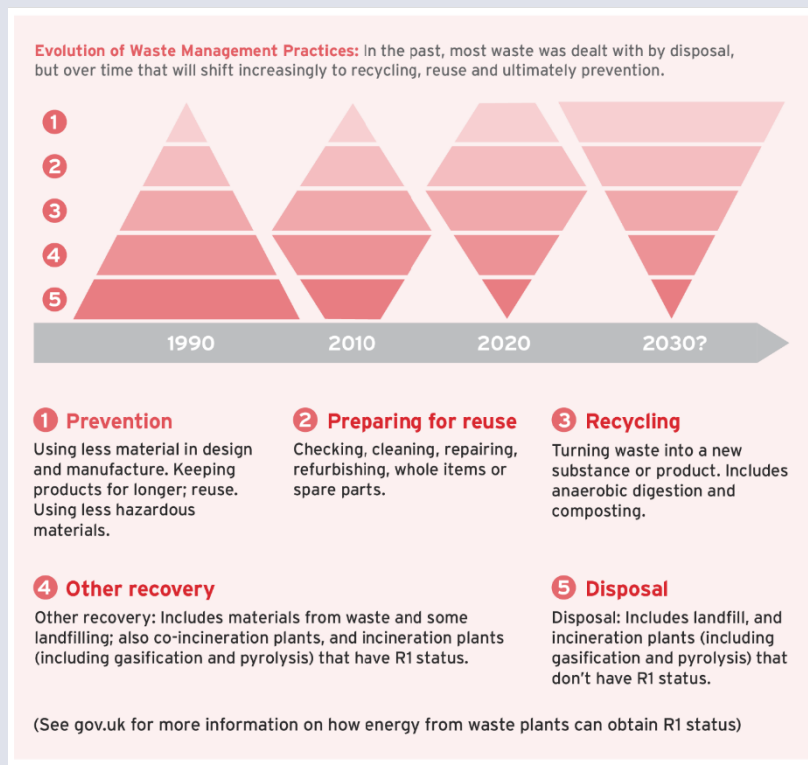 Evolution of Waste Management Practices: In the past, most waste was dealt with by disposal,
but over time that will shift increasingly to recycling, reuse and ultimately prevention.
1
2
3
4
5
1990 2010 2020 2030?
1 Prevention
Using less material in design
and manufacture. Keeping
products for longer; reuse.
Using less hazardous
materials.
2 Preparing for reuse
Checking, cleaning, repairing,
refurbishing, whole items or
spare parts.
3 Recycling
Turning waste into a new
substance or product. Includes
anaerobic digestion and
composting.
4 Other recovery
Other recovery: Includes materials from waste and some
landfilling; also co-incineration plants, and incineration plants
(including gasification and pyrolysis) that have R1 status.
5 Disposal
Disposal: Includes landfill, and
incineration plants (including
gasification and pyrolysis) that
don't have R1 status.
(See gov.uk for more information on how energy from waste plants can obtain R1 status)